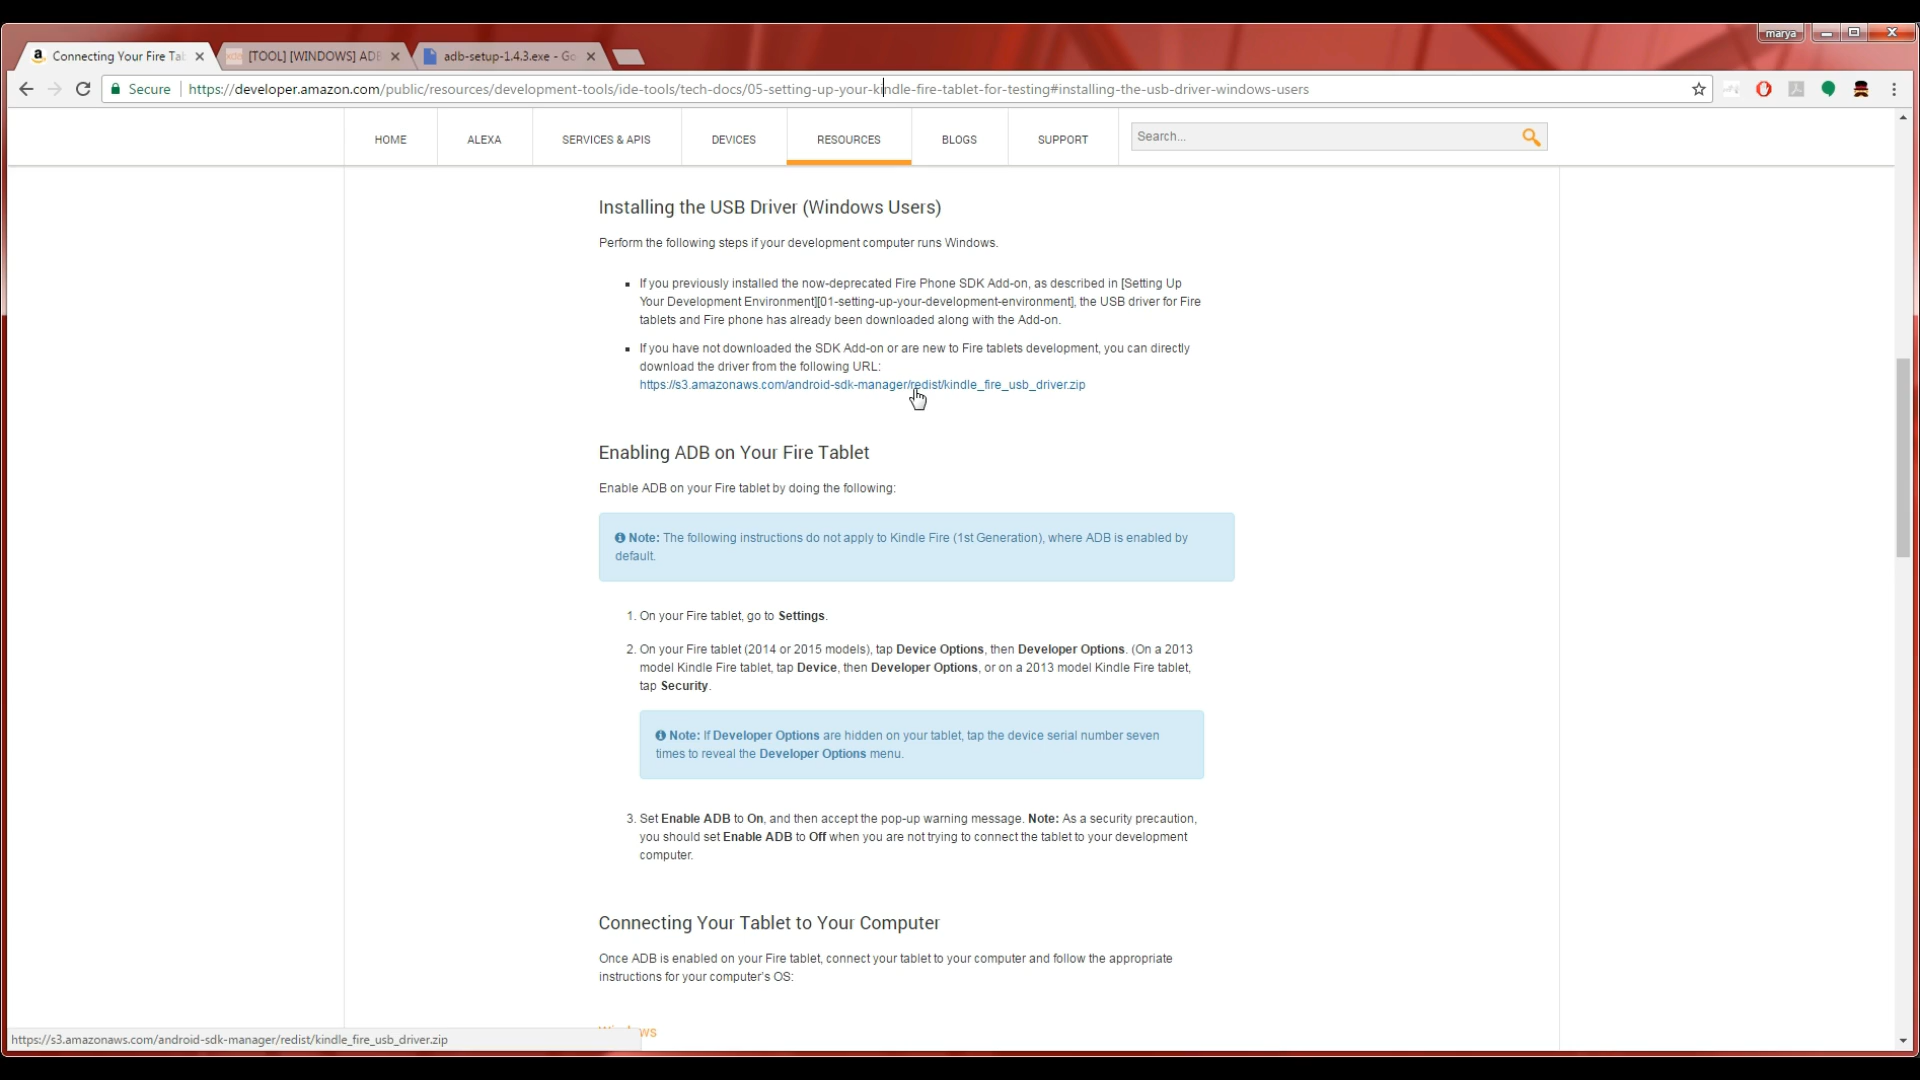 marya
Connecting Your Fire Tab
[TOOL] [WINDOWS] ADB
adb-setup-1.4.3.exe - Go
Secure
https://developer.amazon.com/public/resources/development-tools/ide-tools/tech-docs/05-setting-up-your-kindle-fire-tablet-for-testing#installing-the-usb-driver-windows-users
HOME
ALEXA
SERVICES & APIS
DEVICES
RESOURCES
BLOGS
SUPPORT
Search...
Installing the USB Driver (Windows Users)
Perform the following steps if your development computer runs Windows.
If you previously installed the now-deprecated Fire Phone SDK Add-on, as described in [Setting Up
Your Development Environment][01-setting-up-your-development-environment], the USB driver for Fire
tablets and Fire phone has already been downloaded along with the Add-on.
If you have not downloaded the SDK Add-on or are new to Fire tablets development, you can directly
download the driver from the following URL:
https://s3.amazonaws.com/android-sdk-manager/redist/kindle_fire_usb_driver.zip
Enabling ADB on Your Fire Tablet
Enable ADB on your Fire tablet by doing the following:
Note: The following instructions do not apply to Kindle Fire (1st Generation), where ADB is enabled by
default.
1. On your Fire tablet, go to Settings.
2. On your Fire tablet (2014 or 2015 models), tap Device Options, then Developer Options. (On a 2013
model Kindle Fire tablet, tap Device, then Developer Options, or on a 2013 model Kindle Fire tablet,
tap Security.
Note: If Developer Options are hidden on your tablet, tap the device serial number seven
times to reveal the Developer Options menu.
3. Set Enable ADB to On, and then accept the pop-up warning message. Note: As a security precaution,
you should set Enable ADB to Off when you are not trying to connect the tablet to your development
computer.
Connecting Your Tablet to Your Computer
Once ADB is enabled on your Fire tablet, connect your tablet to your computer and follow the appropriate
instructions for your computer's OS:
https://s3.amazonaws.com/android-sdk-manager/redist/kindle_fire_usb_driver.zip